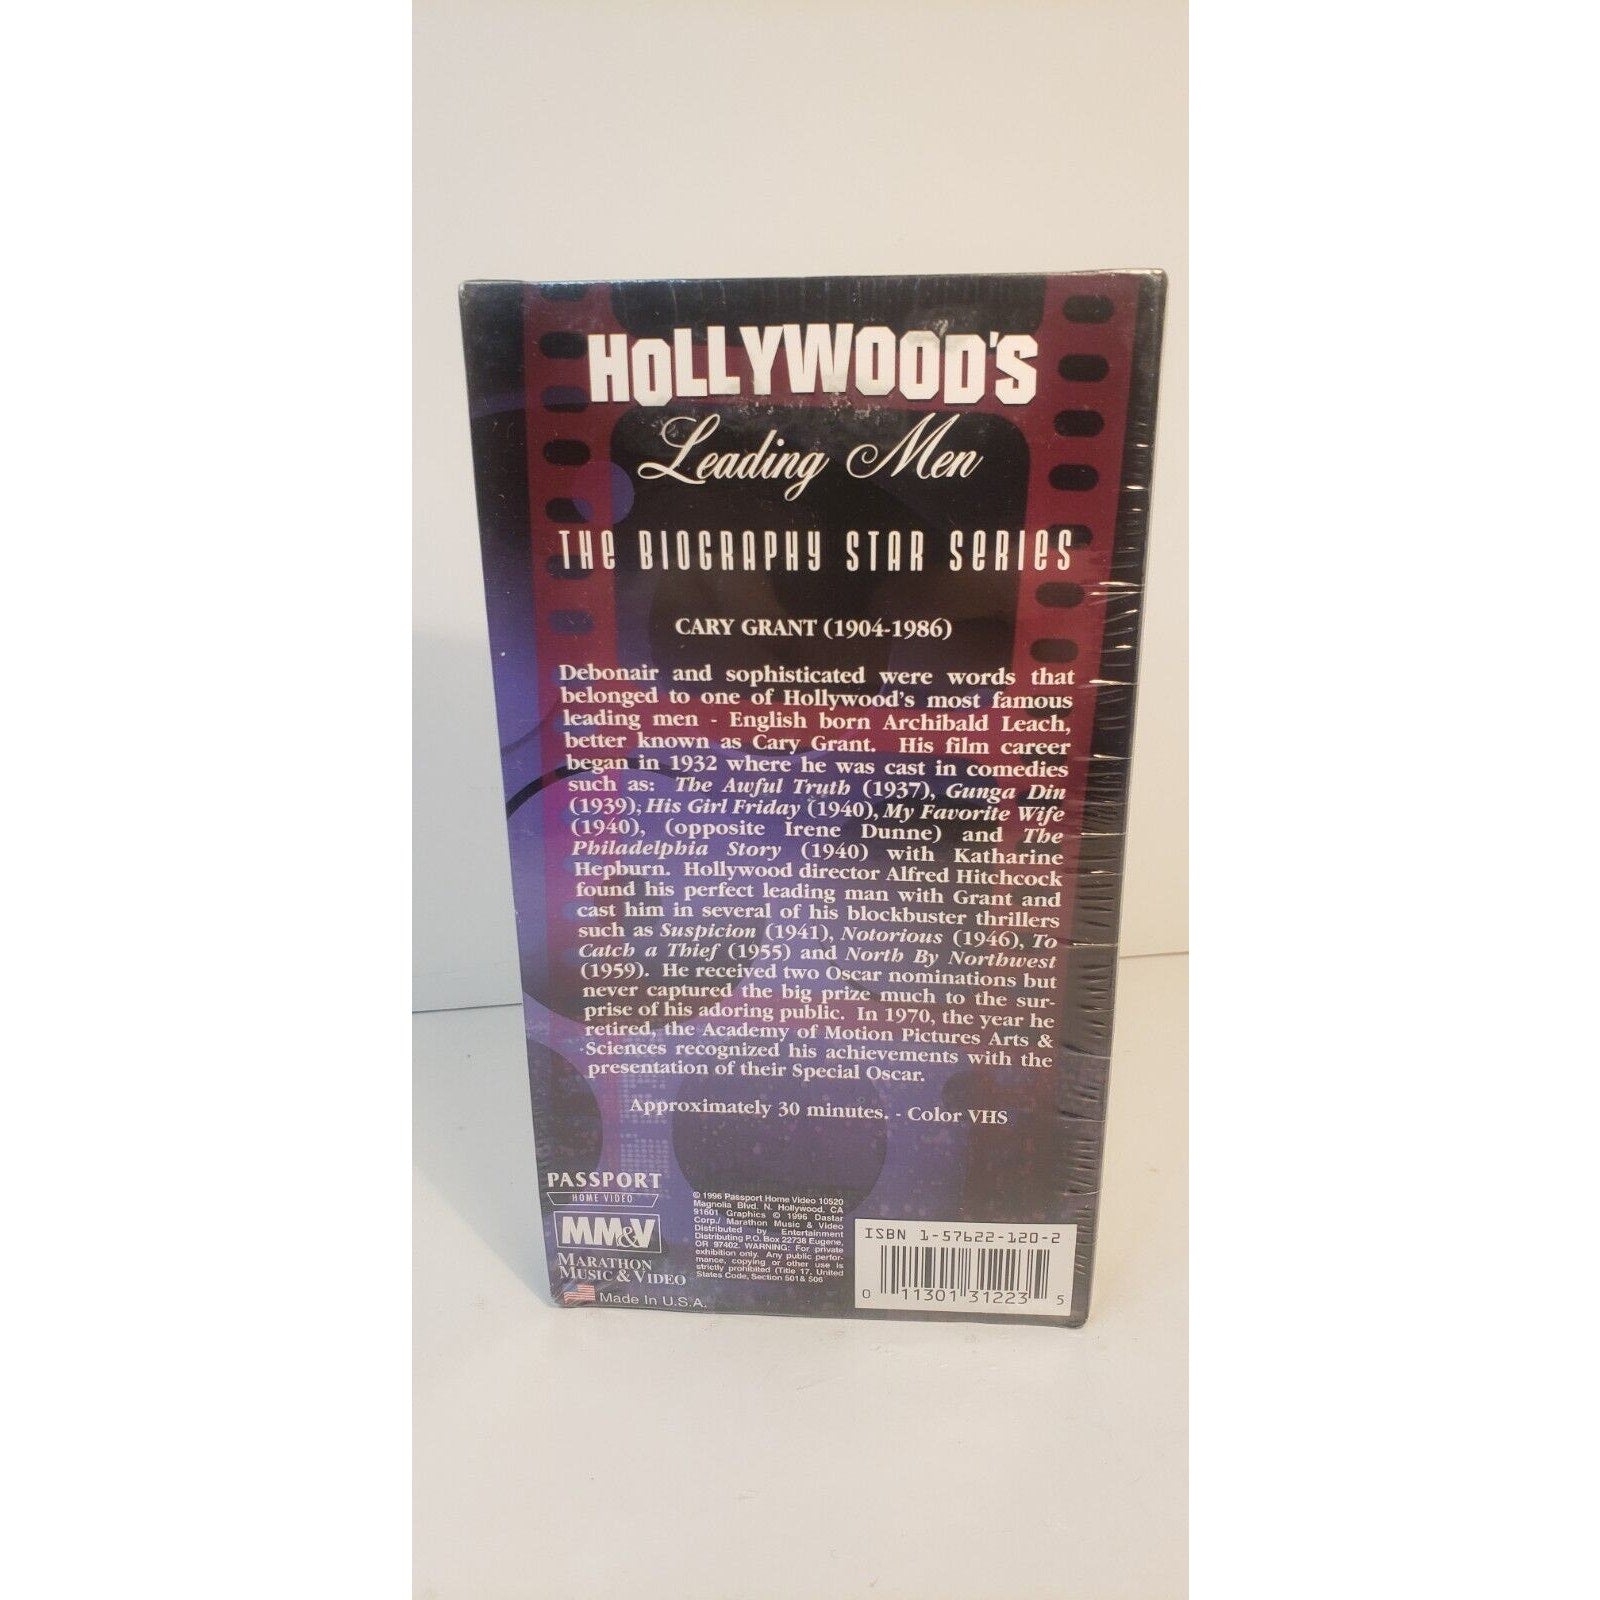 HOLLYWOOD'S
Leading Men
THE BIOGRAPHY STAR SERIES
CARY GRANT (1904-1986)
Debonair and sophisticated were words that
belonged to one of Hollywood's most famous
leading men - English born Archibald Leach,
better known as Cary Grant. His film career
began in 1932 where he was cast in comedies
such as: The Awful Truth (1937), Gunga Din
(1939), His Girl Friday (1940), My Favorite Wife
(1940), (opposite Irene Dunne) and The
Philadelphia Story (1940) with Katharine
Hepburn. Hollywood director Alfred Hitchcock
found his perfect leading man with Grant and
cast him in several of his blockbuster thrillers
such as Suspicion (1941), Notorious (1946), To
Catch a Thief (1955) and North By Northwest
(1959). He received two Oscar nominations but
never captured the big prize much to the sur-
prise of his adoring public. In 1970, the year he
retired, the Academy of Motion Pictures Arts &
Sciences recognized his achievements with the
presentation of their Special Oscar.
Approximately 30 minutes. - Color VHS
PASSPORT
HOME VIDEO
MM&V
MARATHON
MUSIC & VIDEO
Made In U.S.A.
© 1996 Passport Home Video 10520
Magnolia Blvd. N. Hollywood, CA
91601 Graphics © 1996 Dastar
Corp./ Marathon Music & Video
Distributed by Entertainment
Distributing P.O. Box 22738 Eugene,
OR 97402. WARNING: For private
exhibition only. Any public perfor-
mance, copying or other use is
strictly prohibited (Title 17, United
States Code, Section 501& 506
ISBN 1-57622-120-2
0 11301 31223 5